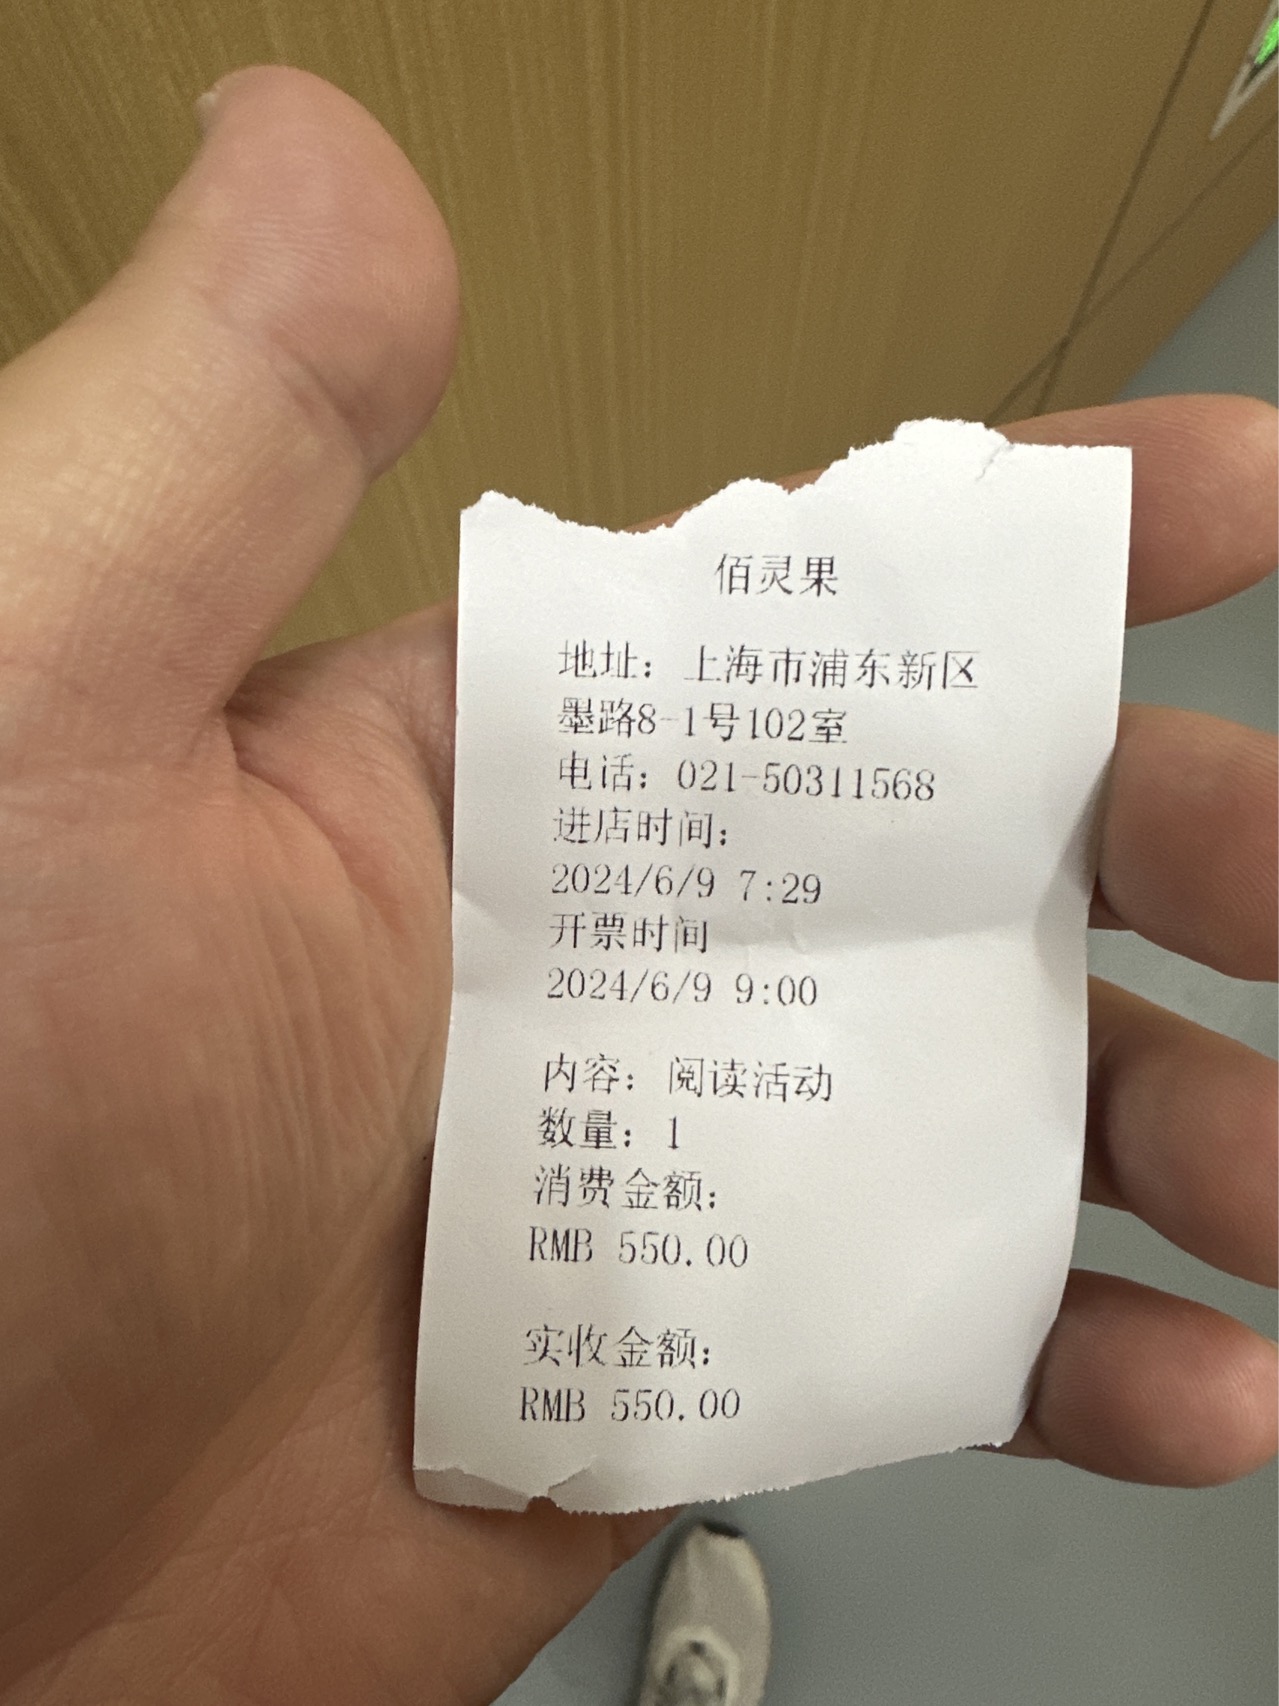 佰灵果
地址：上海市浦东新区
墨路8-1号102室
电话：021-50311568
进店时间：
2024/6/9 7:29
开票时间
2024/6/9 9:00
内容：阅读活动
数量：1
消费金额：
RMB 550.00
实收金额：
RMB 550.00